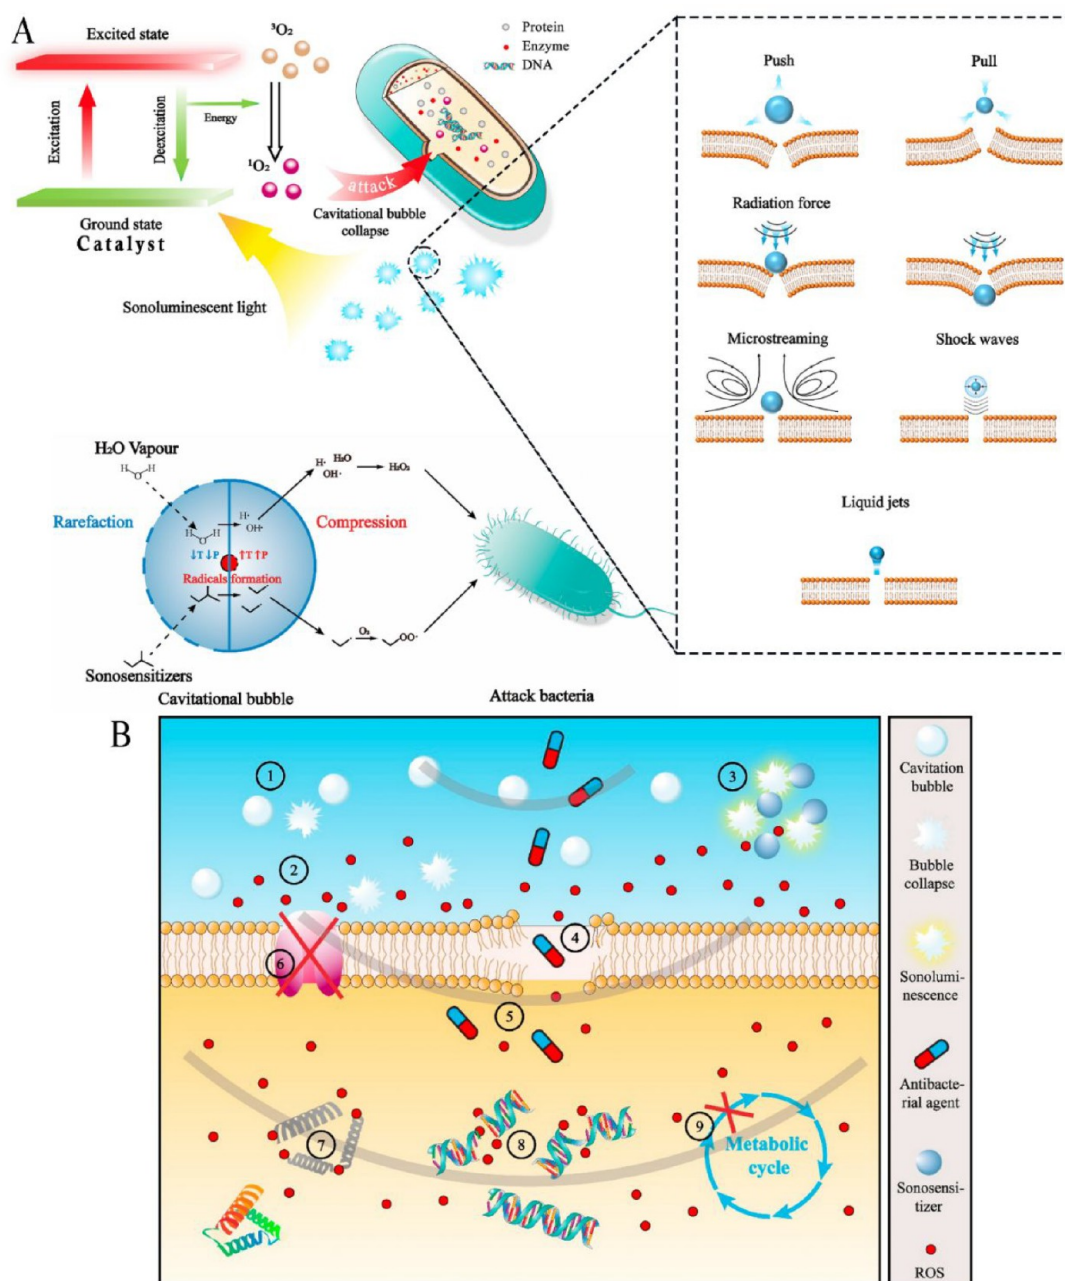 A
Excited state
³O₂
Protein
Enzyme
DNA
Excitation
Deexcitation
Energy
¹O₂
attack
Cavitational bubble
collapse
Ground state
Catalyst
Sonoluminescent light
Push
Pull
Radiation force
Microstreaming
Shock waves
Liquid jets
H2O Vapour
H
H
O
Rarefaction
H
H
O
H·
OH·
↓T↓P
↑T↑P
Radicals formation
Compression
H·
H₂O
OH·
H₂O₂
O₂
OO·
Sonosensitizers
Cavitational bubble
Attack bacteria
B
1
2
3
4
5
6
7
8
9
Metabolic
cycle
Cavitation
bubble
Bubble
collapse
Sonolumi-
nescence
Antibacte-
rial agent
Sonosensi-
tizer
ROS